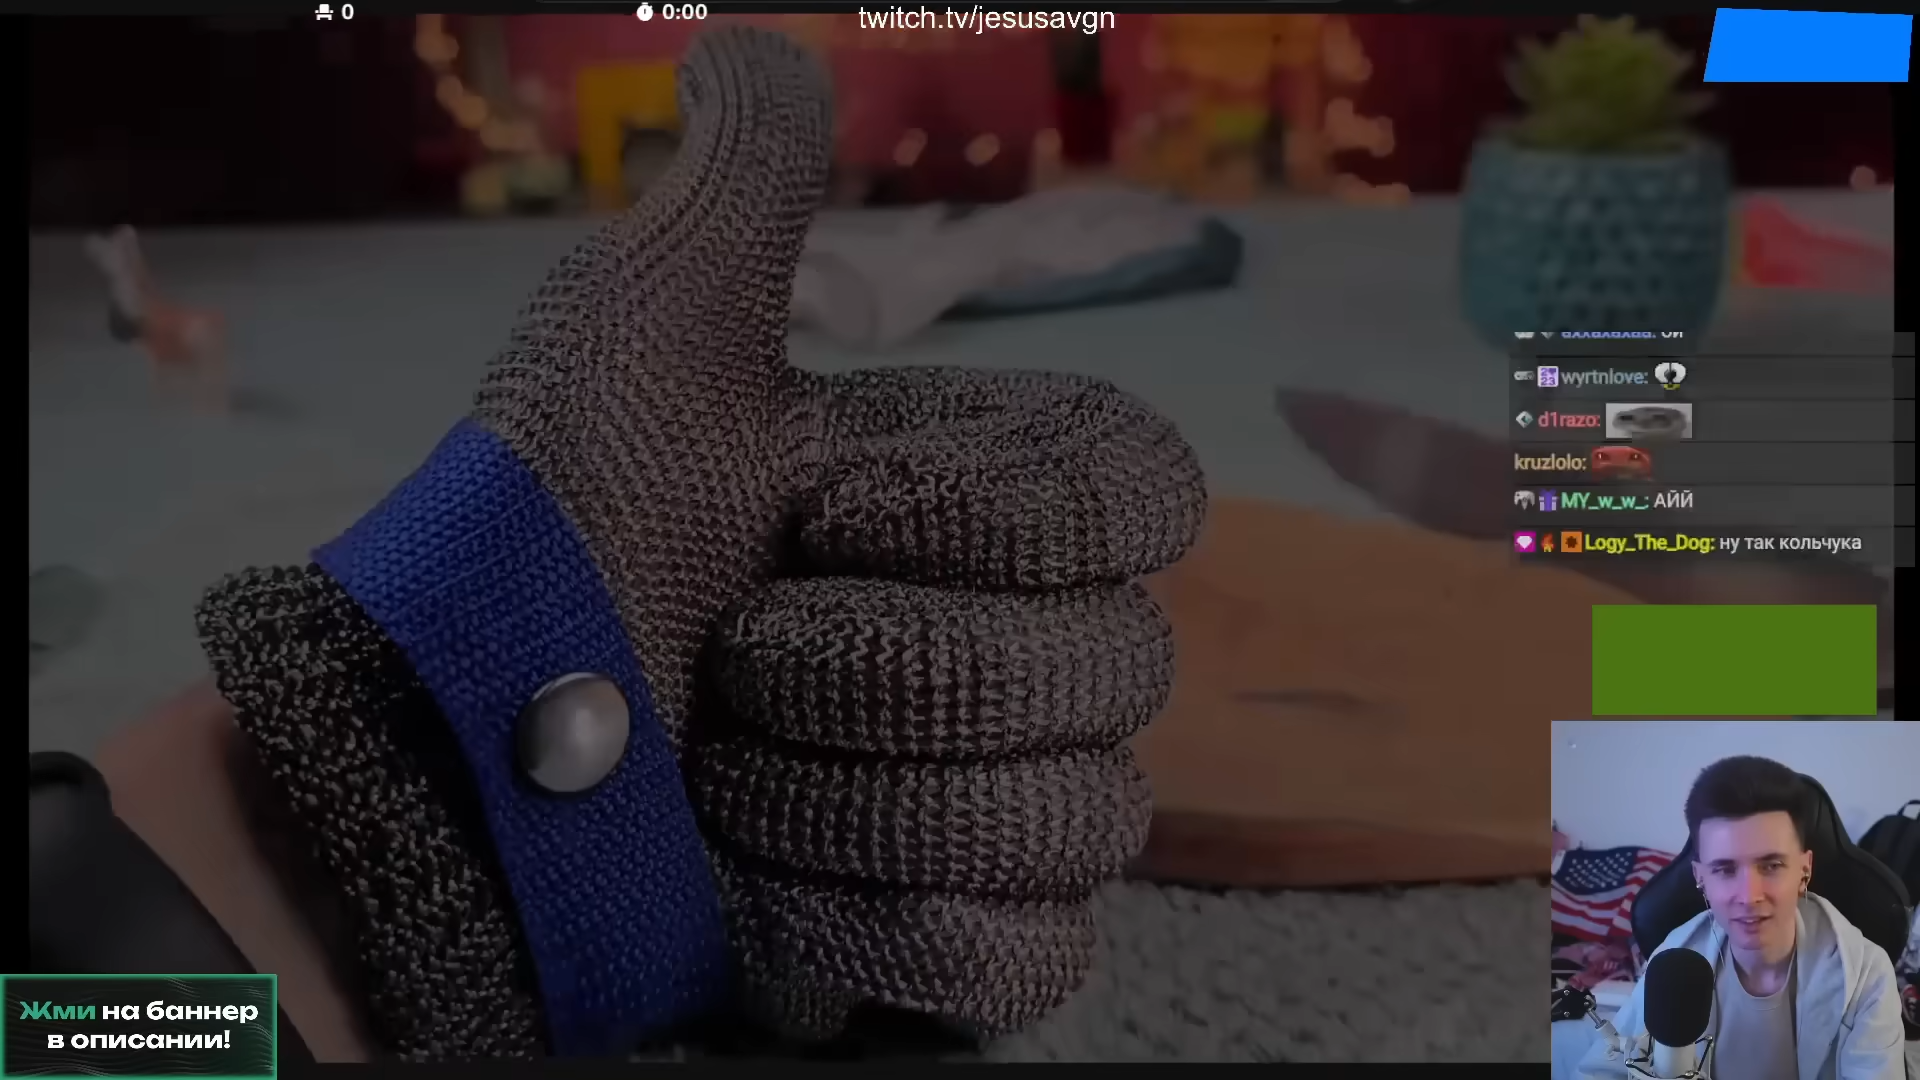 0
0:00
twitch.tv/jesusavgn
wyrtnlove:
d1razo:
kruzlolo:
MY_w_w_: АЙЙ
Logy_The_Dog: ну так кольчука
Жми на баннер
в описании!